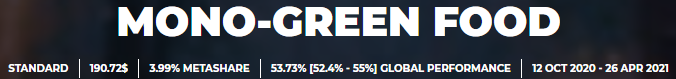 MONO-GREEN FOOD
STANDARD 190.72$ 3.99% METASHARE 53.73% [52.4% - 55%] GLOBAL PERFORMANCE 12 OCT 2020 - 26 APR 2021